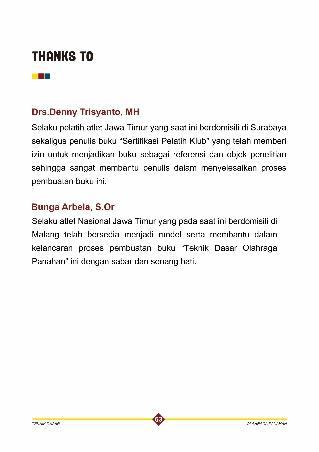 THANKS TO
Drs.Denny Trisyanto, MH
Selaku pelatih atlet Jawa Timur yang saat ini berdomisili di Surabaya
sekaligus penulis buku “Sertifikasi Pelatih Klub” yang telah memberi
izin untuk menjadikan buku sebagai referensi dan objek penelitian
sehingga sangat membantu penulis dalam menyelesaikan proses
pembuatan buku ini.
Bunga Arbela, S.Or
Selaku atlet Nasional Jawa Timur yang pada saat ini berdomisili di
Malang telah bersedia menjadi model serta membantu dalam
kelancaran proses pembuatan buku “Teknik Dasar Olahraga
Panahan” ini dengan sabar dan senang hati.